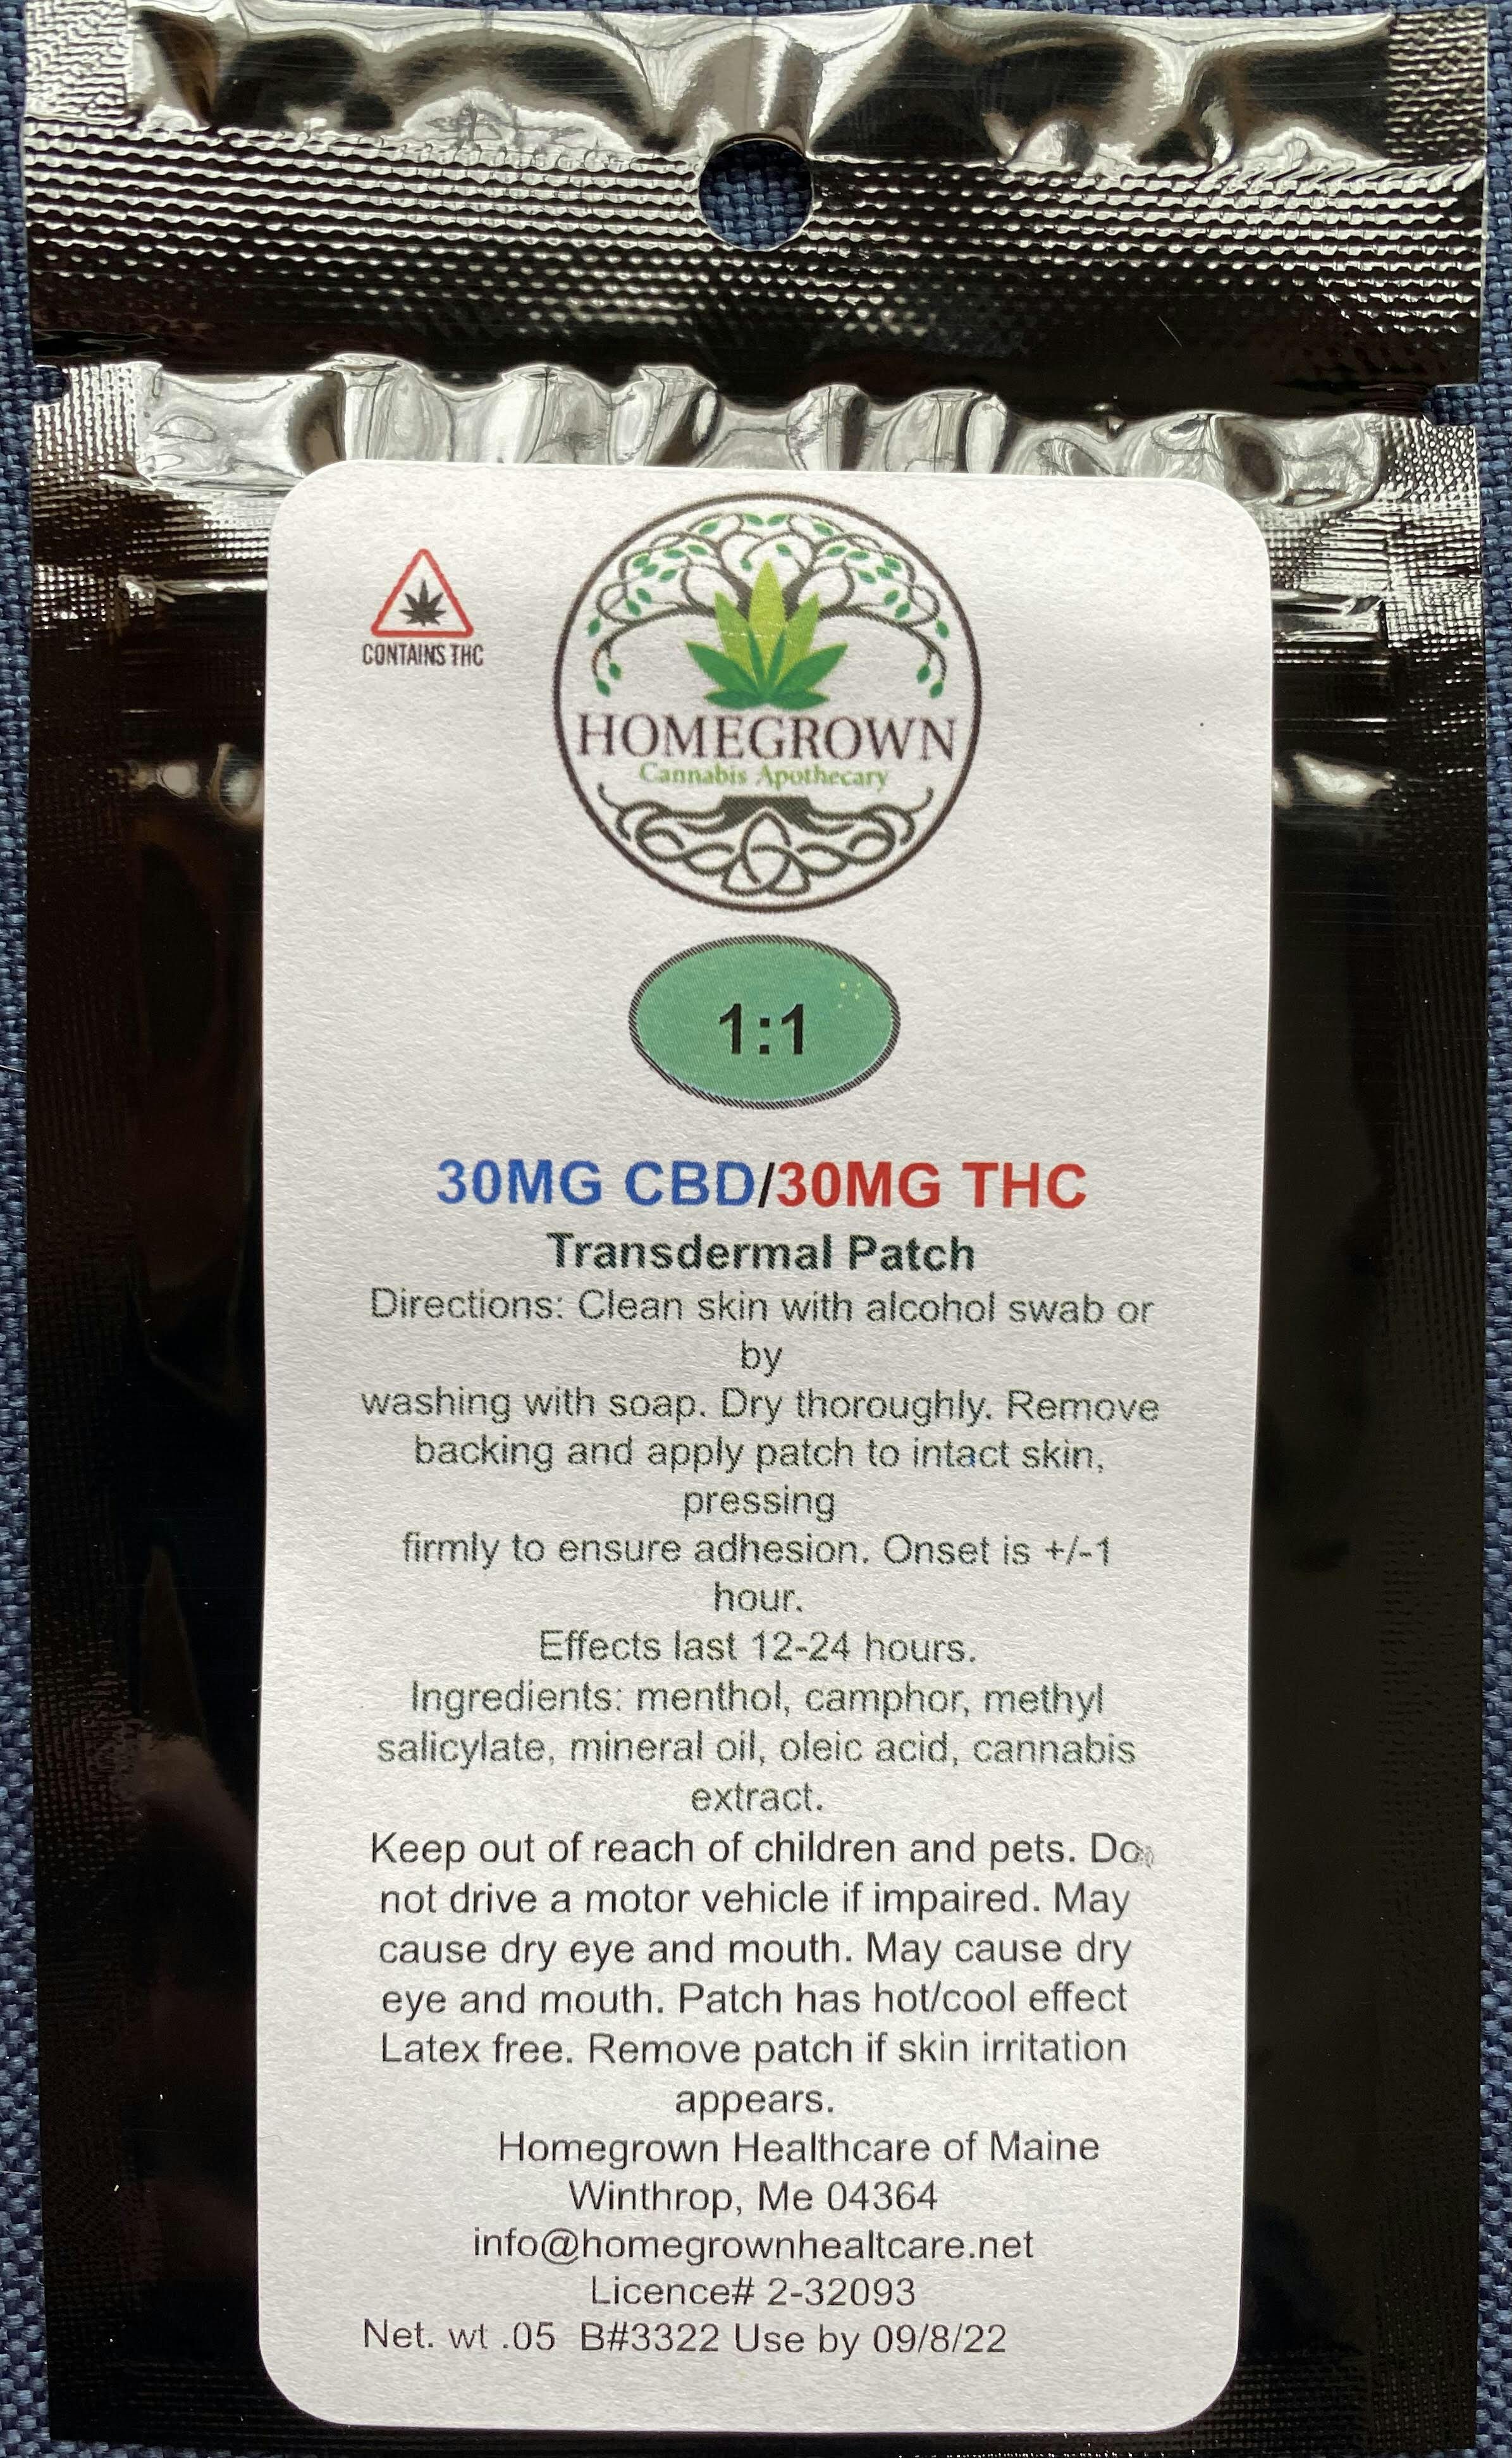 CONTAINS THC
HOMEGROWN
Cannabis Apothecary
1:1
30MG CBD/30MG THC
Transdermal Patch
Directions: Clean skin with alcohol swab or
by
washing with soap. Dry thoroughly. Remove
backing and apply patch to intact skin,
pressing
firmly to ensure adhesion. Onset is +/-1
hour.
Effects last 12-24 hours.
Ingredients: menthol, camphor, methyl
salicylate, mineral oil, oleic acid, cannabis
extract.
Keep out of reach of children and pets. Do
not drive a motor vehicle if impaired. May
cause dry eye and mouth. May cause dry
eye and mouth. Patch has hot/cool effect
Latex free. Remove patch if skin irritation
appears.
Homegrown Healthcare of Maine
Winthrop, Me 04364
info@homegrownhealtcare.net
Licence# 2-32093
Net. wt .05 B#3322 Use by 09/8/22